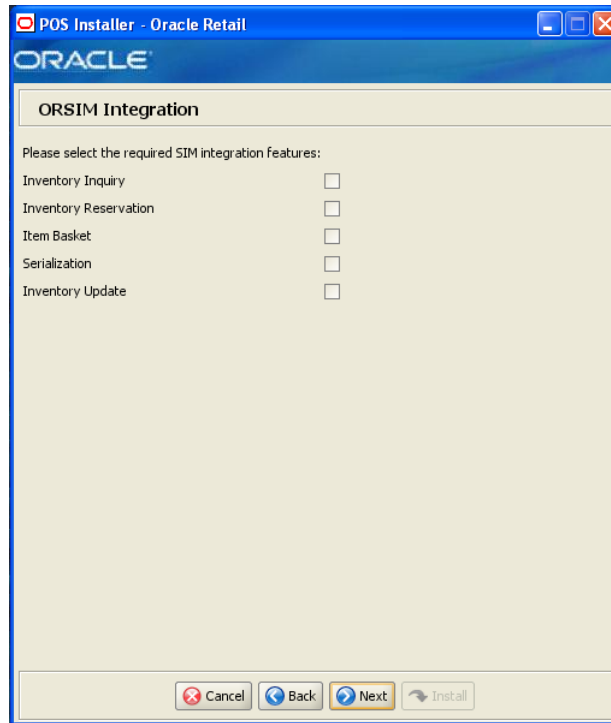 POS Installer - Oracle Retail
ORACLE
ORSIM Integration
Please select the required SIM integration features:
Inventory Inquiry
Inventory Reservation
Item Basket
Serialization
Inventory Update
Cancel Back Next Install